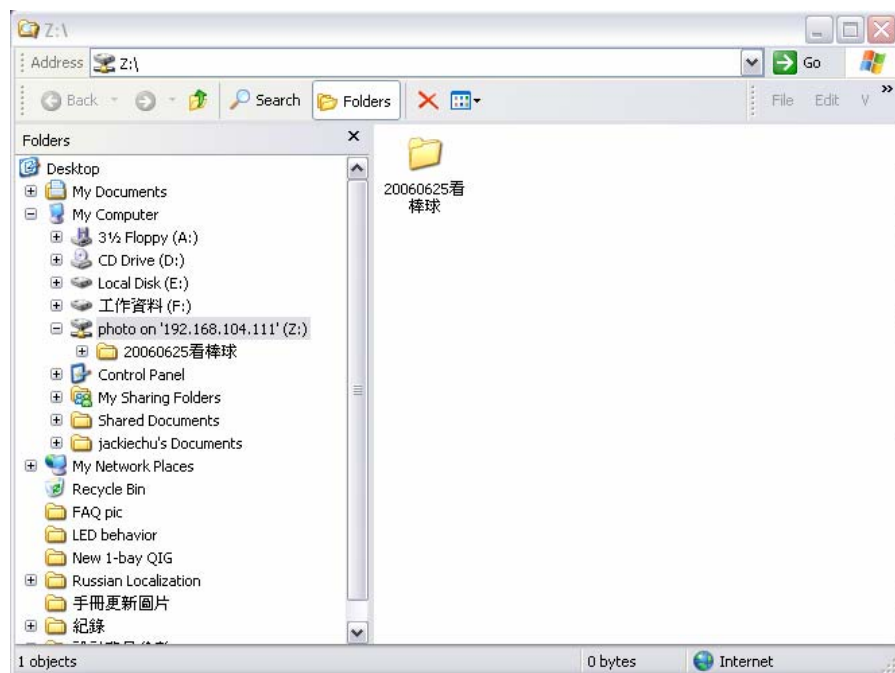 Z:\
Address Z:\ Go
Back Search Folders File Edit V »
Folders x
Desktop
My Documents
My Computer
3½ Floppy (A:)
CD Drive (D:)
Local Disk (E:)
工作資料 (F:)
photo on '192.168.104.111' (Z:)
20060625看棒球
Control Panel
My Sharing Folders
Shared Documents
jackiechu's Documents
My Network Places
Recycle Bin
FAQ pic
LED behavior
New 1-bay QIG
Russian Localization
手冊更新圖片
紀錄
20060625看
棒球
1 objects 0 bytes Internet